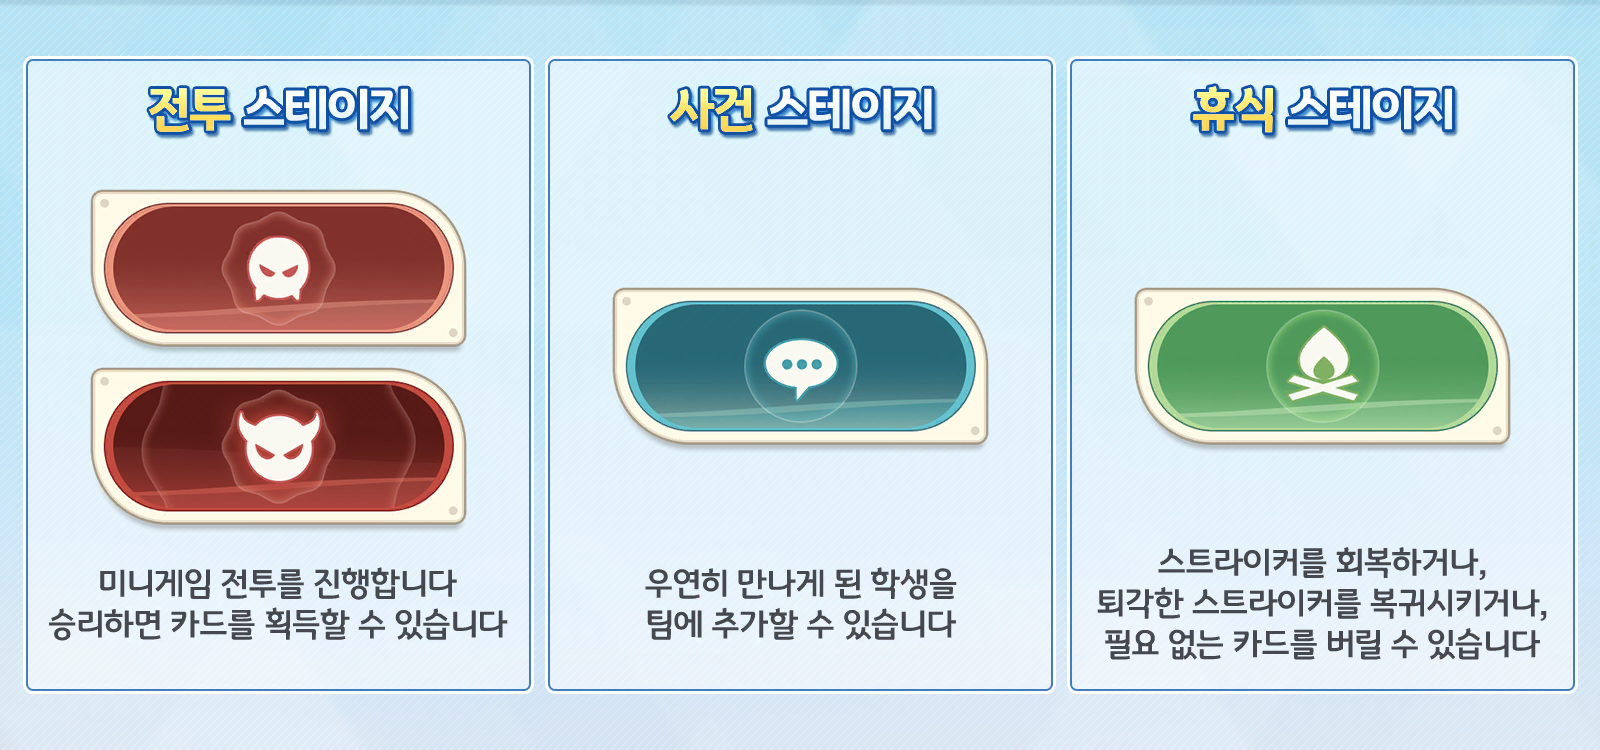 전투 스테이지
미니게임 전투를 진행합니다
승리하면 카드를 획득할 수 있습니다
사건 스테이지
우연히 만나게 된 학생을
팀에 추가할 수 있습니다
휴식 스테이지
스트라이커를 회복하거나,
퇴각한 스트라이커를 복귀시키거나,
필요 없는 카드를 버릴 수 있습니다